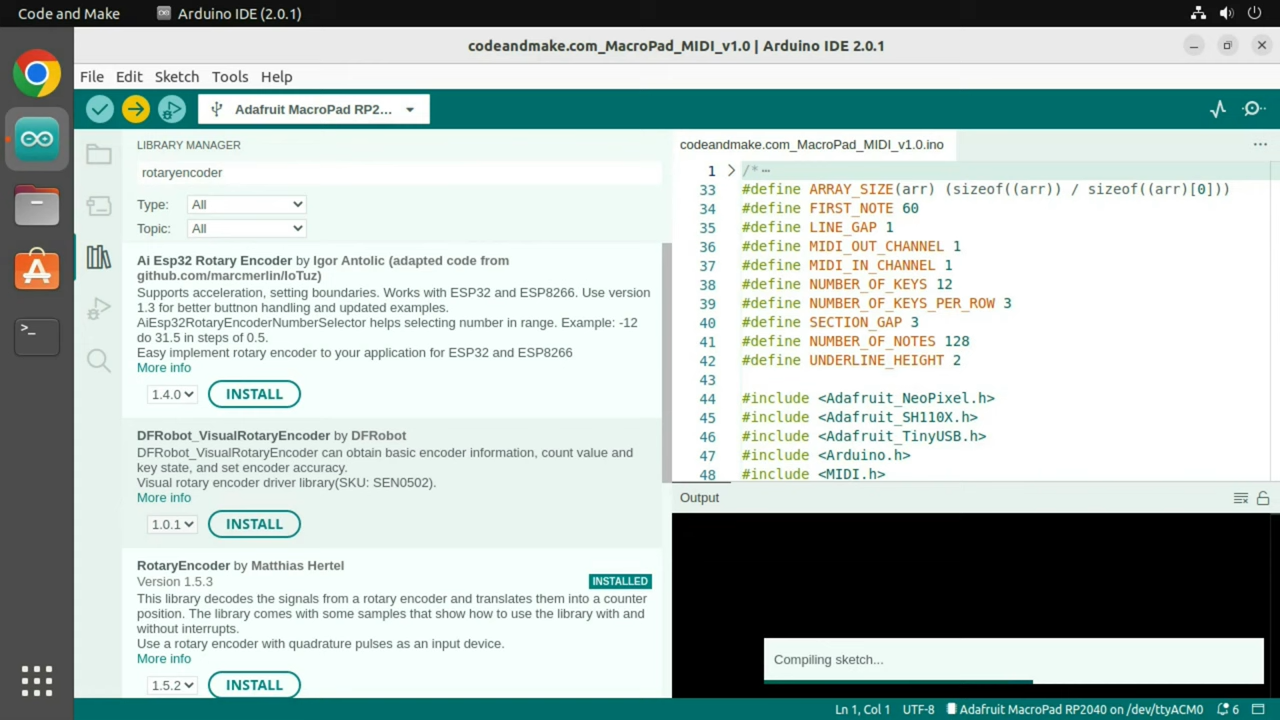 Code and Make
Arduino IDE (2.0.1)
codeandmake.com_MacroPad_MIDI_v1.0 | Arduino IDE 2.0.1
File Edit Sketch Tools Help
Adafruit MacroPad RP2...
LIBRARY MANAGER
rotaryencoder
Type: All
Topic: All
Ai Esp32 Rotary Encoder by Igor Antolic (adapted code from
github.com/marcmerlin/IoTuz)
Supports acceleration, setting boundaries. Works with ESP32 and ESP8266. Use version
1.3 for better buttnon handling and updated examples.
AiEsp32RotaryEncoderNumberSelector helps selecting number in range. Example: -12
do 31.5 in steps of 0.5.
Easy implement rotary encoder to your application for ESP32 and ESP8266
More info
1.4.0 INSTALL
DFRobot_VisualRotaryEncoder by DFRobot
DFRobot_VisualRotaryEncoder can obtain basic encoder information, count value and
key state, and set encoder accuracy.
Visual rotary encoder driver library(SKU: SEN0502).
More info
1.0.1 INSTALL
RotaryEncoder by Matthias Hertel
Version 1.5.3 INSTALLED
This library decodes the signals from a rotary encoder and translates them into a counter
position. The library comes with some samples that show how to use the library with and
without interrupts.
Use a rotary encoder with quadrature pulses as an input device.
More info
1.5.2 INSTALL
codeandmake.com_MacroPad_MIDI_v1.0.ino
1 /*
33 #define ARRAY_SIZE(arr) (sizeof((arr)) / sizeof((arr)[0]))
34 #define FIRST_NOTE 60
35 #define LINE_GAP 1
36 #define MIDI_OUT_CHANNEL 1
37 #define MIDI_IN_CHANNEL 1
38 #define NUMBER_OF_KEYS 12
39 #define NUMBER_OF_KEYS_PER_ROW 3
40 #define SECTION_GAP 3
41 #define NUMBER_OF_NOTES 128
42 #define UNDERLINE_HEIGHT 2
43
44 #include <Adafruit_NeoPixel.h>
45 #include <Adafruit_SH110X.h>
46 #include <Adafruit_TinyUSB.h>
47 #include <Arduino.h>
48 #include <MIDI.h>
Output
Compiling sketch...
Ln 1, Col 1 UTF-8 Adafruit MacroPad RP2040 on /dev/ttyACM0 6